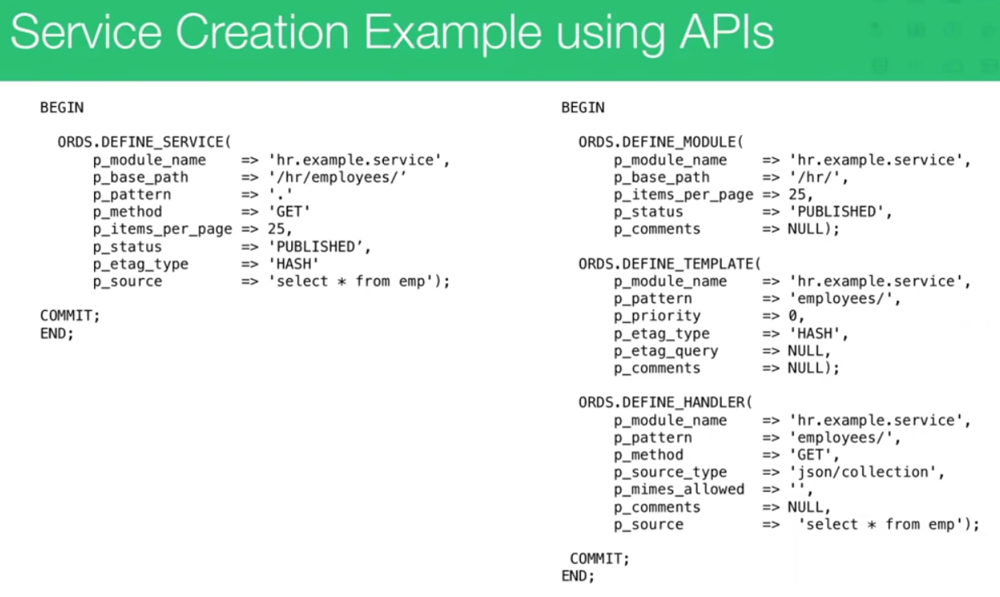 Service Creation Example using APIs
BEGIN
ORDS.DEFINE_SERVICE(
p_module_name => 'hr.example.service',
p_base_path => '/hr/employees/’
p_pattern => '.'
p_method => 'GET'
p_items_per_page => 25,
p_status => 'PUBLISHED’,
p_etag_type => 'HASH'
p_source => 'select * from emp');
COMMIT;
END;
BEGIN
ORDS.DEFINE_MODULE(
p_module_name => 'hr.example.service',
p_base_path => '/hr/',
p_items_per_page => 25,
p_status => 'PUBLISHED',
p_comments => NULL);
ORDS.DEFINE_TEMPLATE(
p_module_name => 'hr.example.service',
p_pattern => 'employees/',
p_priority => 0,
p_etag_type => 'HASH',
p_etag_query => NULL,
p_comments => NULL);
ORDS.DEFINE_HANDLER(
p_module_name => 'hr.example.service',
p_pattern => 'employees/',
p_method => 'GET',
p_source_type => 'json/collection',
p_mimes_allowed => '',
p_comments => NULL,
p_source => 'select * from emp');
COMMIT;
END;